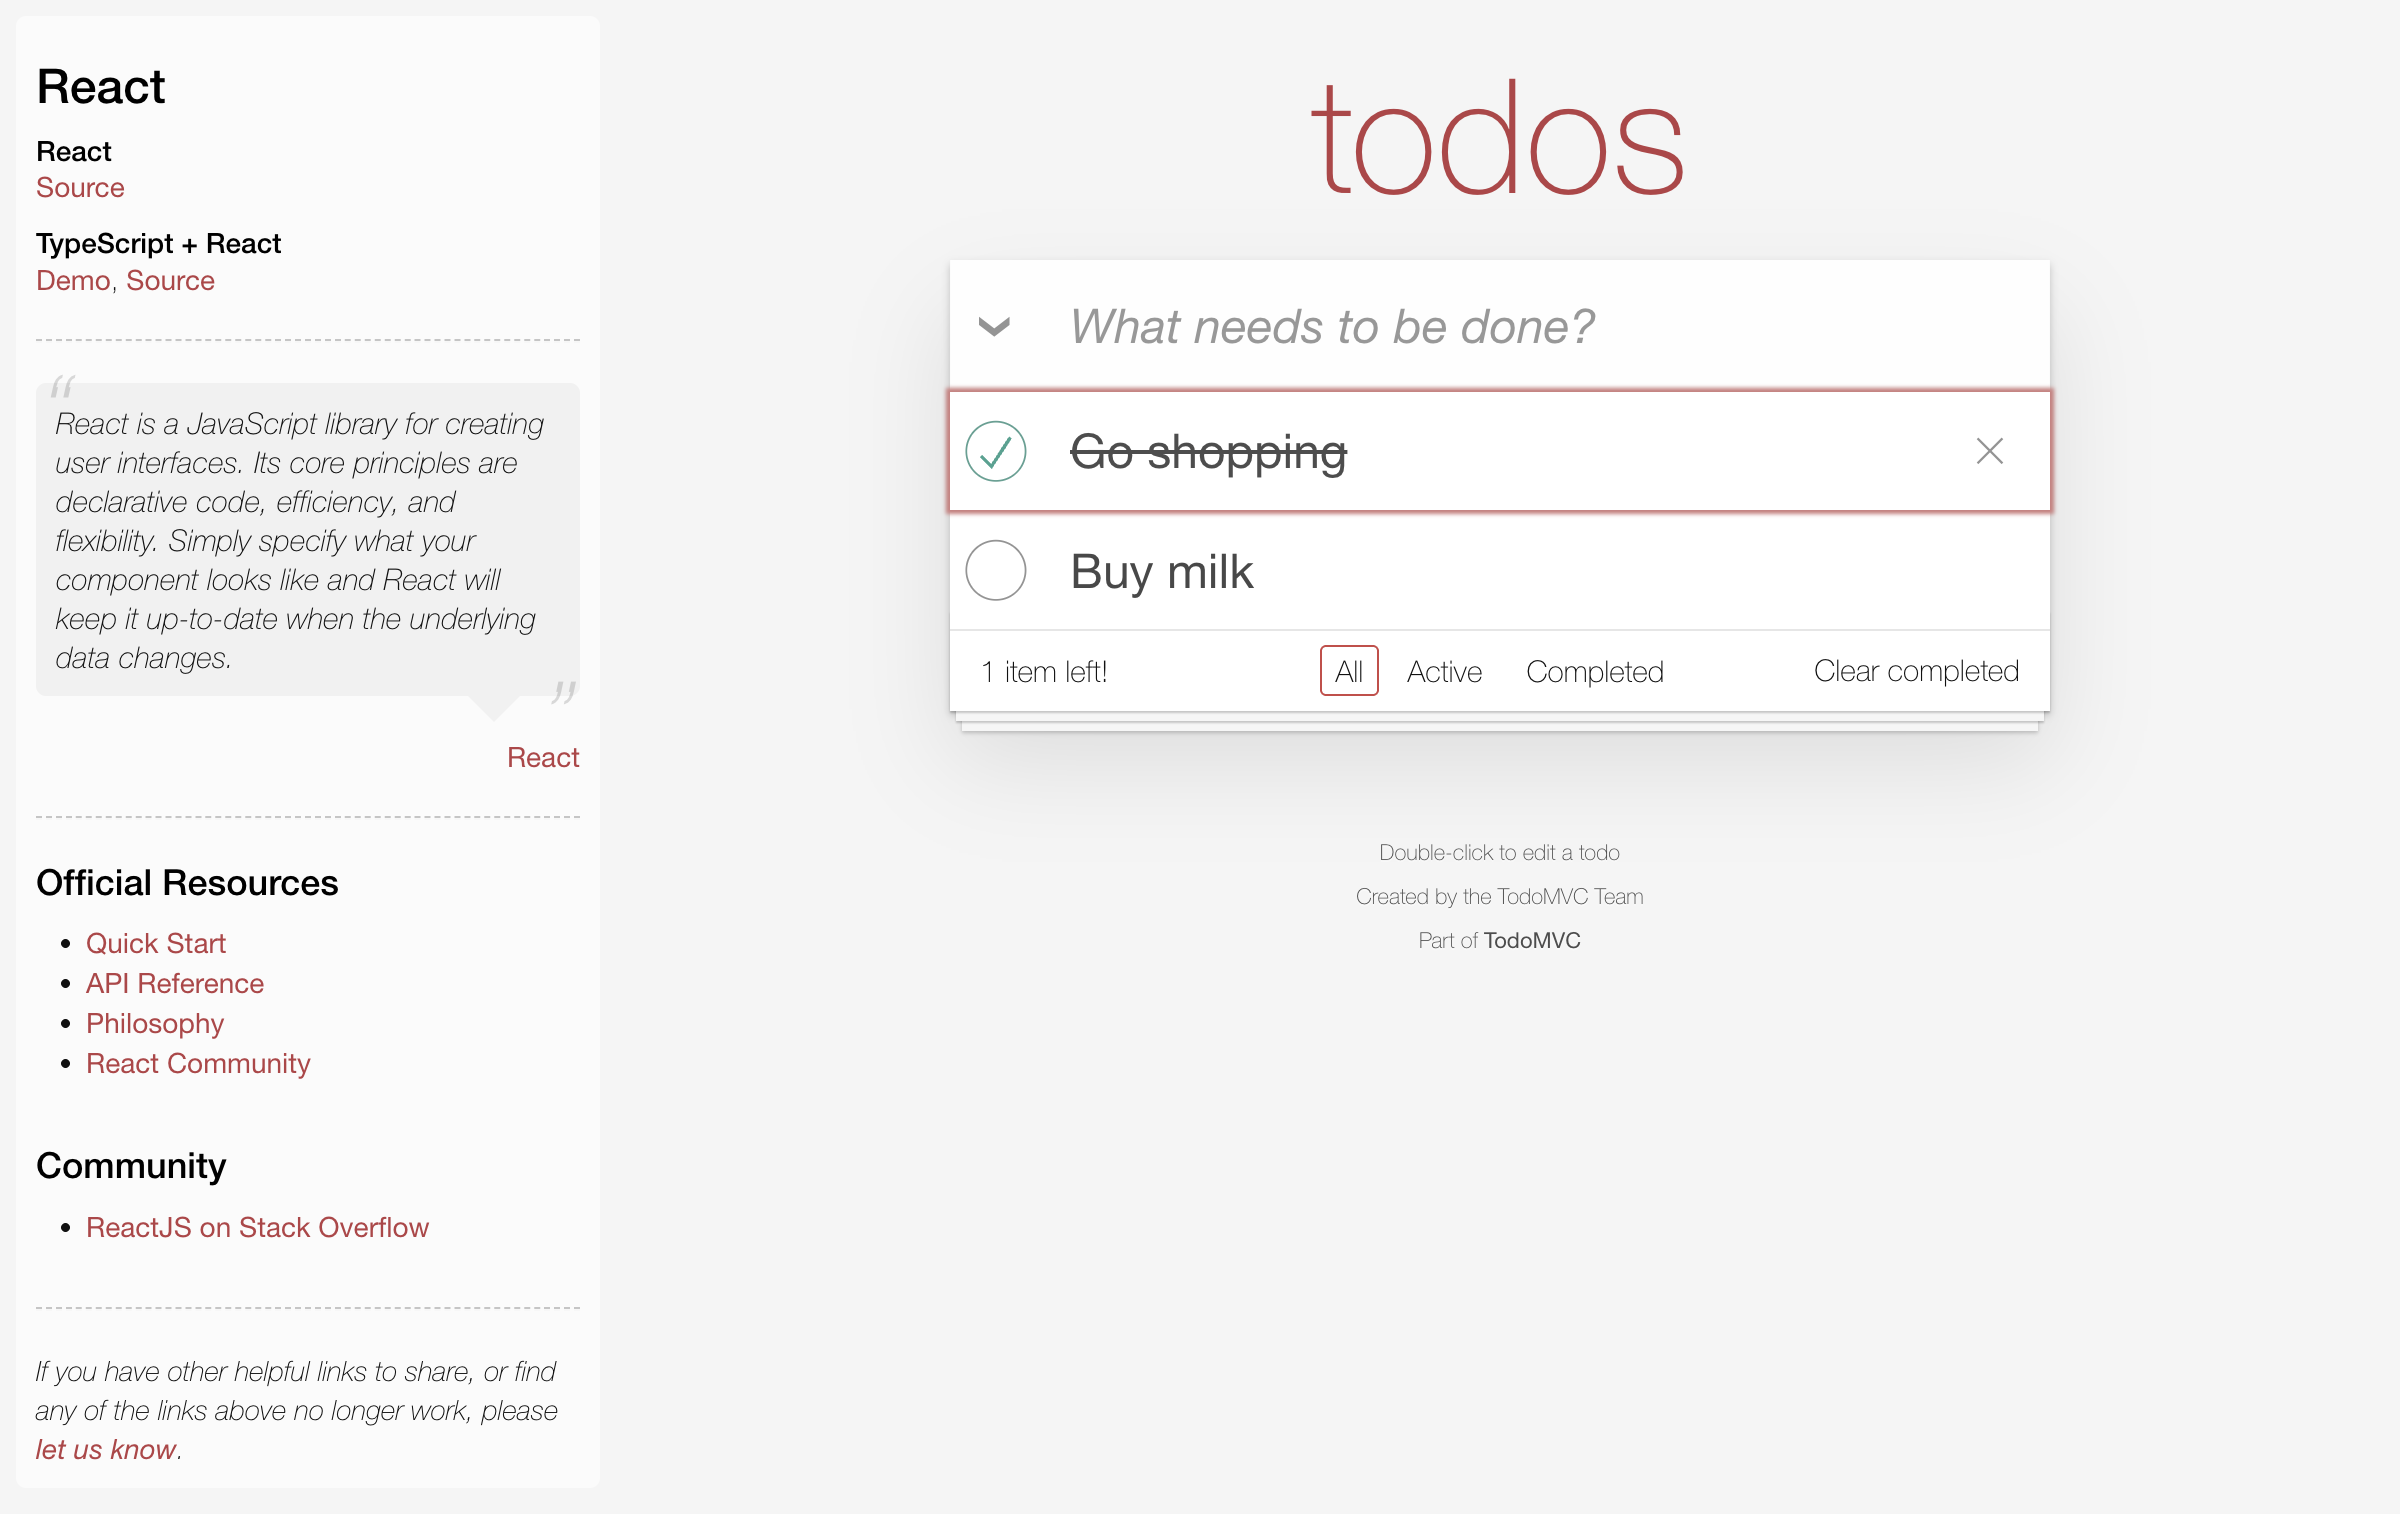 React
React
Source
TypeScript + React
Demo, Source
“
React is a JavaScript library for creating
user interfaces. Its core principles are
declarative code, efficiency, and
flexibility. Simply specify what your
component looks like and React will
keep it up-to-date when the underlying
data changes.
”
React
Official Resources
• Quick Start
• API Reference
• Philosophy
• React Community
Community
• ReactJS on Stack Overflow
If you have other helpful links to share, or find
any of the links above no longer work, please
let us know.
todos
What needs to be done?
Go shopping
Buy milk
1 item left!
All
Active
Completed
Clear completed
Double-click to edit a todo
Created by the TodoMVC Team
Part of TodoMVC